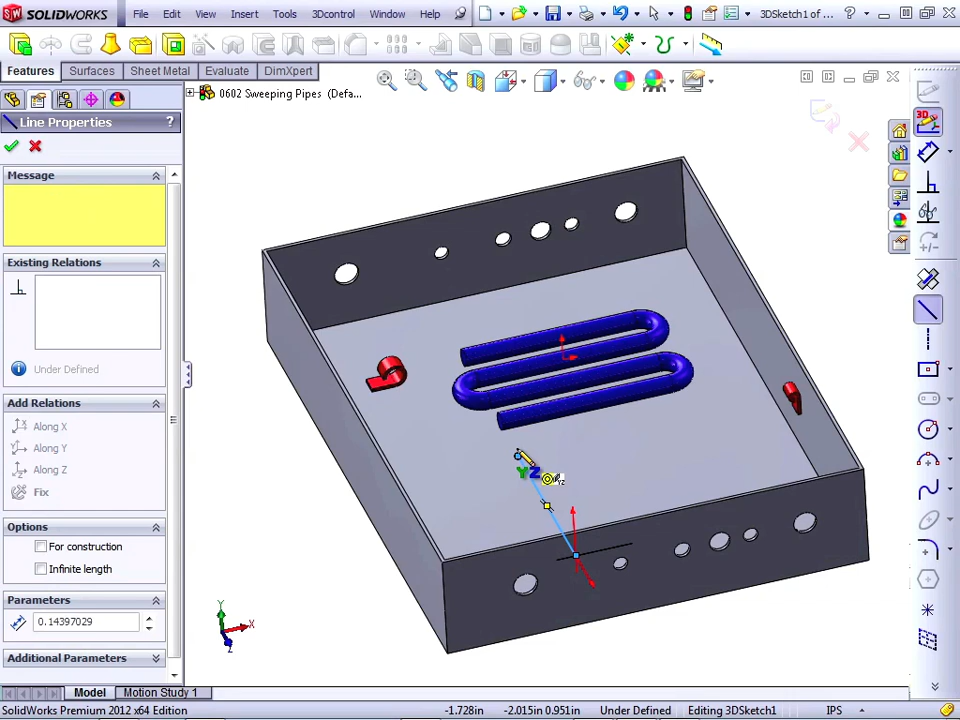 SOLIDWORKS File Edit View Insert Tools 3Dcontrol Window Help 3DSketch1 of ... ?
Features Surfaces Sheet Metal Evaluate DimXpert
0602 Sweeping Pipes (Defa...
3D
Line Properties ?
Message
Existing Relations
Under Defined
Add Relations
Along X
Along Y
Along Z
Fix
Options
For construction
Infinite length
Parameters
0.14397029
Additional Parameters
YZ
Y
X
Z
Model Motion Study 1
SolidWorks Premium 2012 x64 Edition -1.728in -2.015in 0.951in Under Defined Editing 3DSketch1 IPS